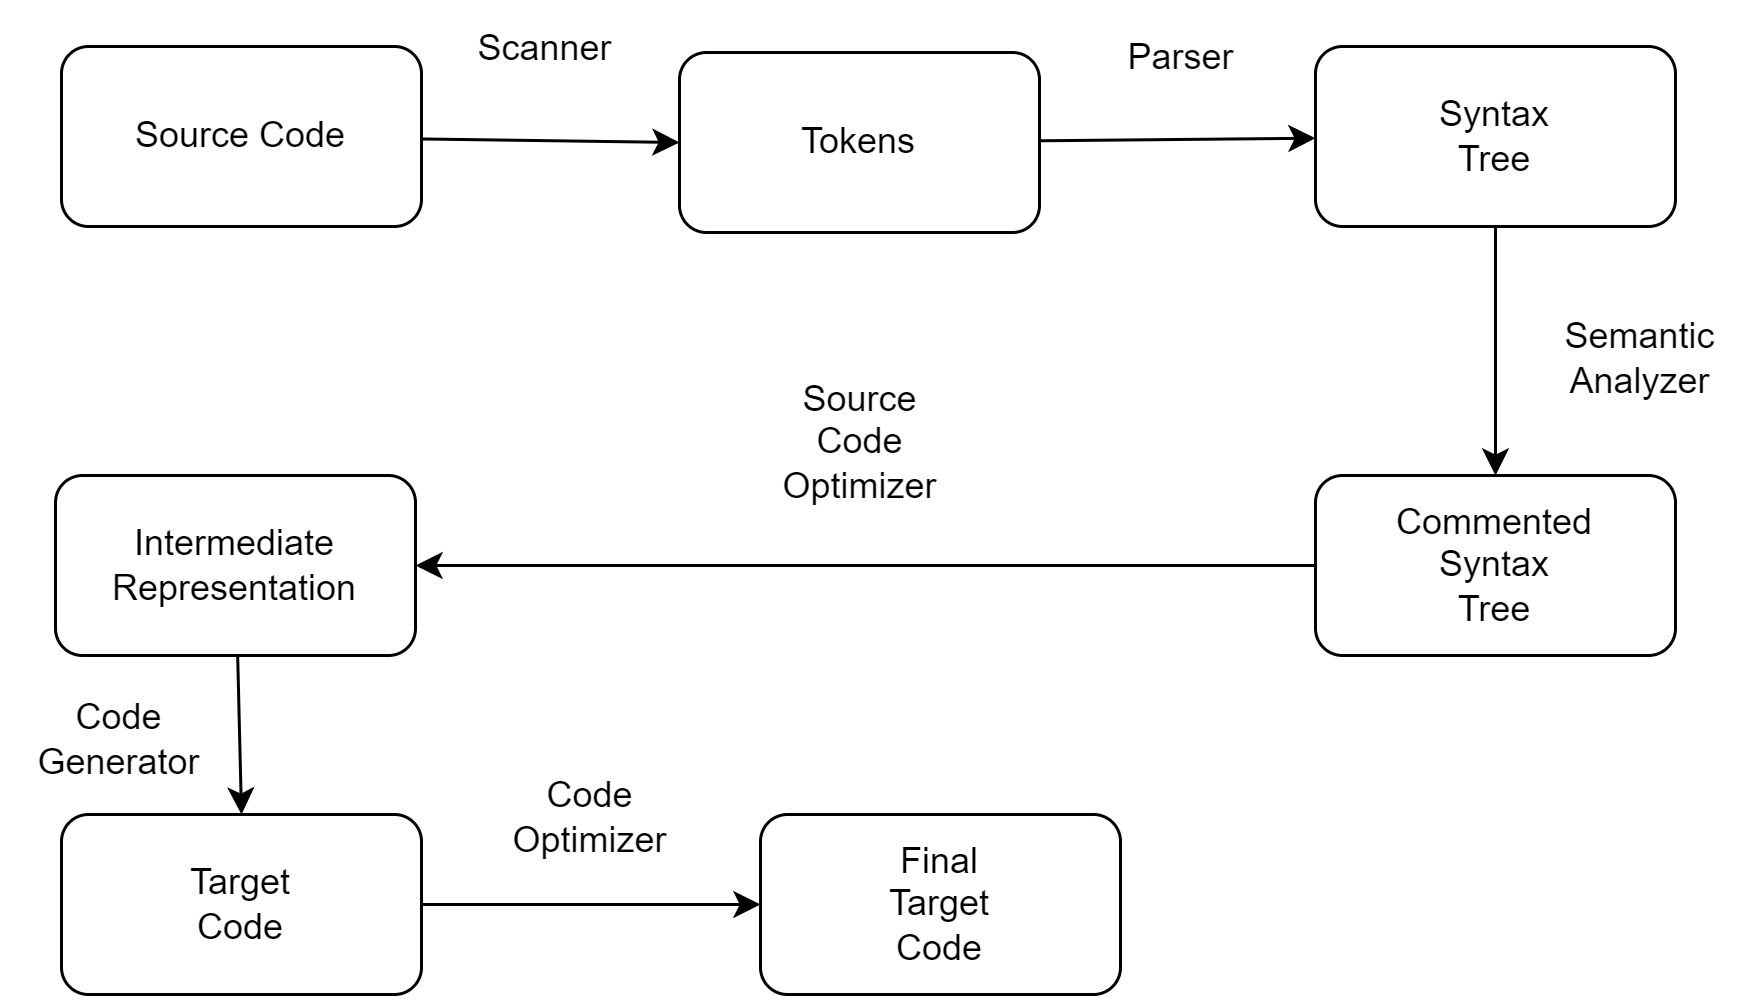 Scanner
Parser
Source Code
Tokens
Syntax
Tree
Semantic
Analyzer
Source
Code
Optimizer
Commented
Syntax
Tree
Intermediate
Representation
Code
Generator
Code
Optimizer
Target
Code
Final
Target
Code